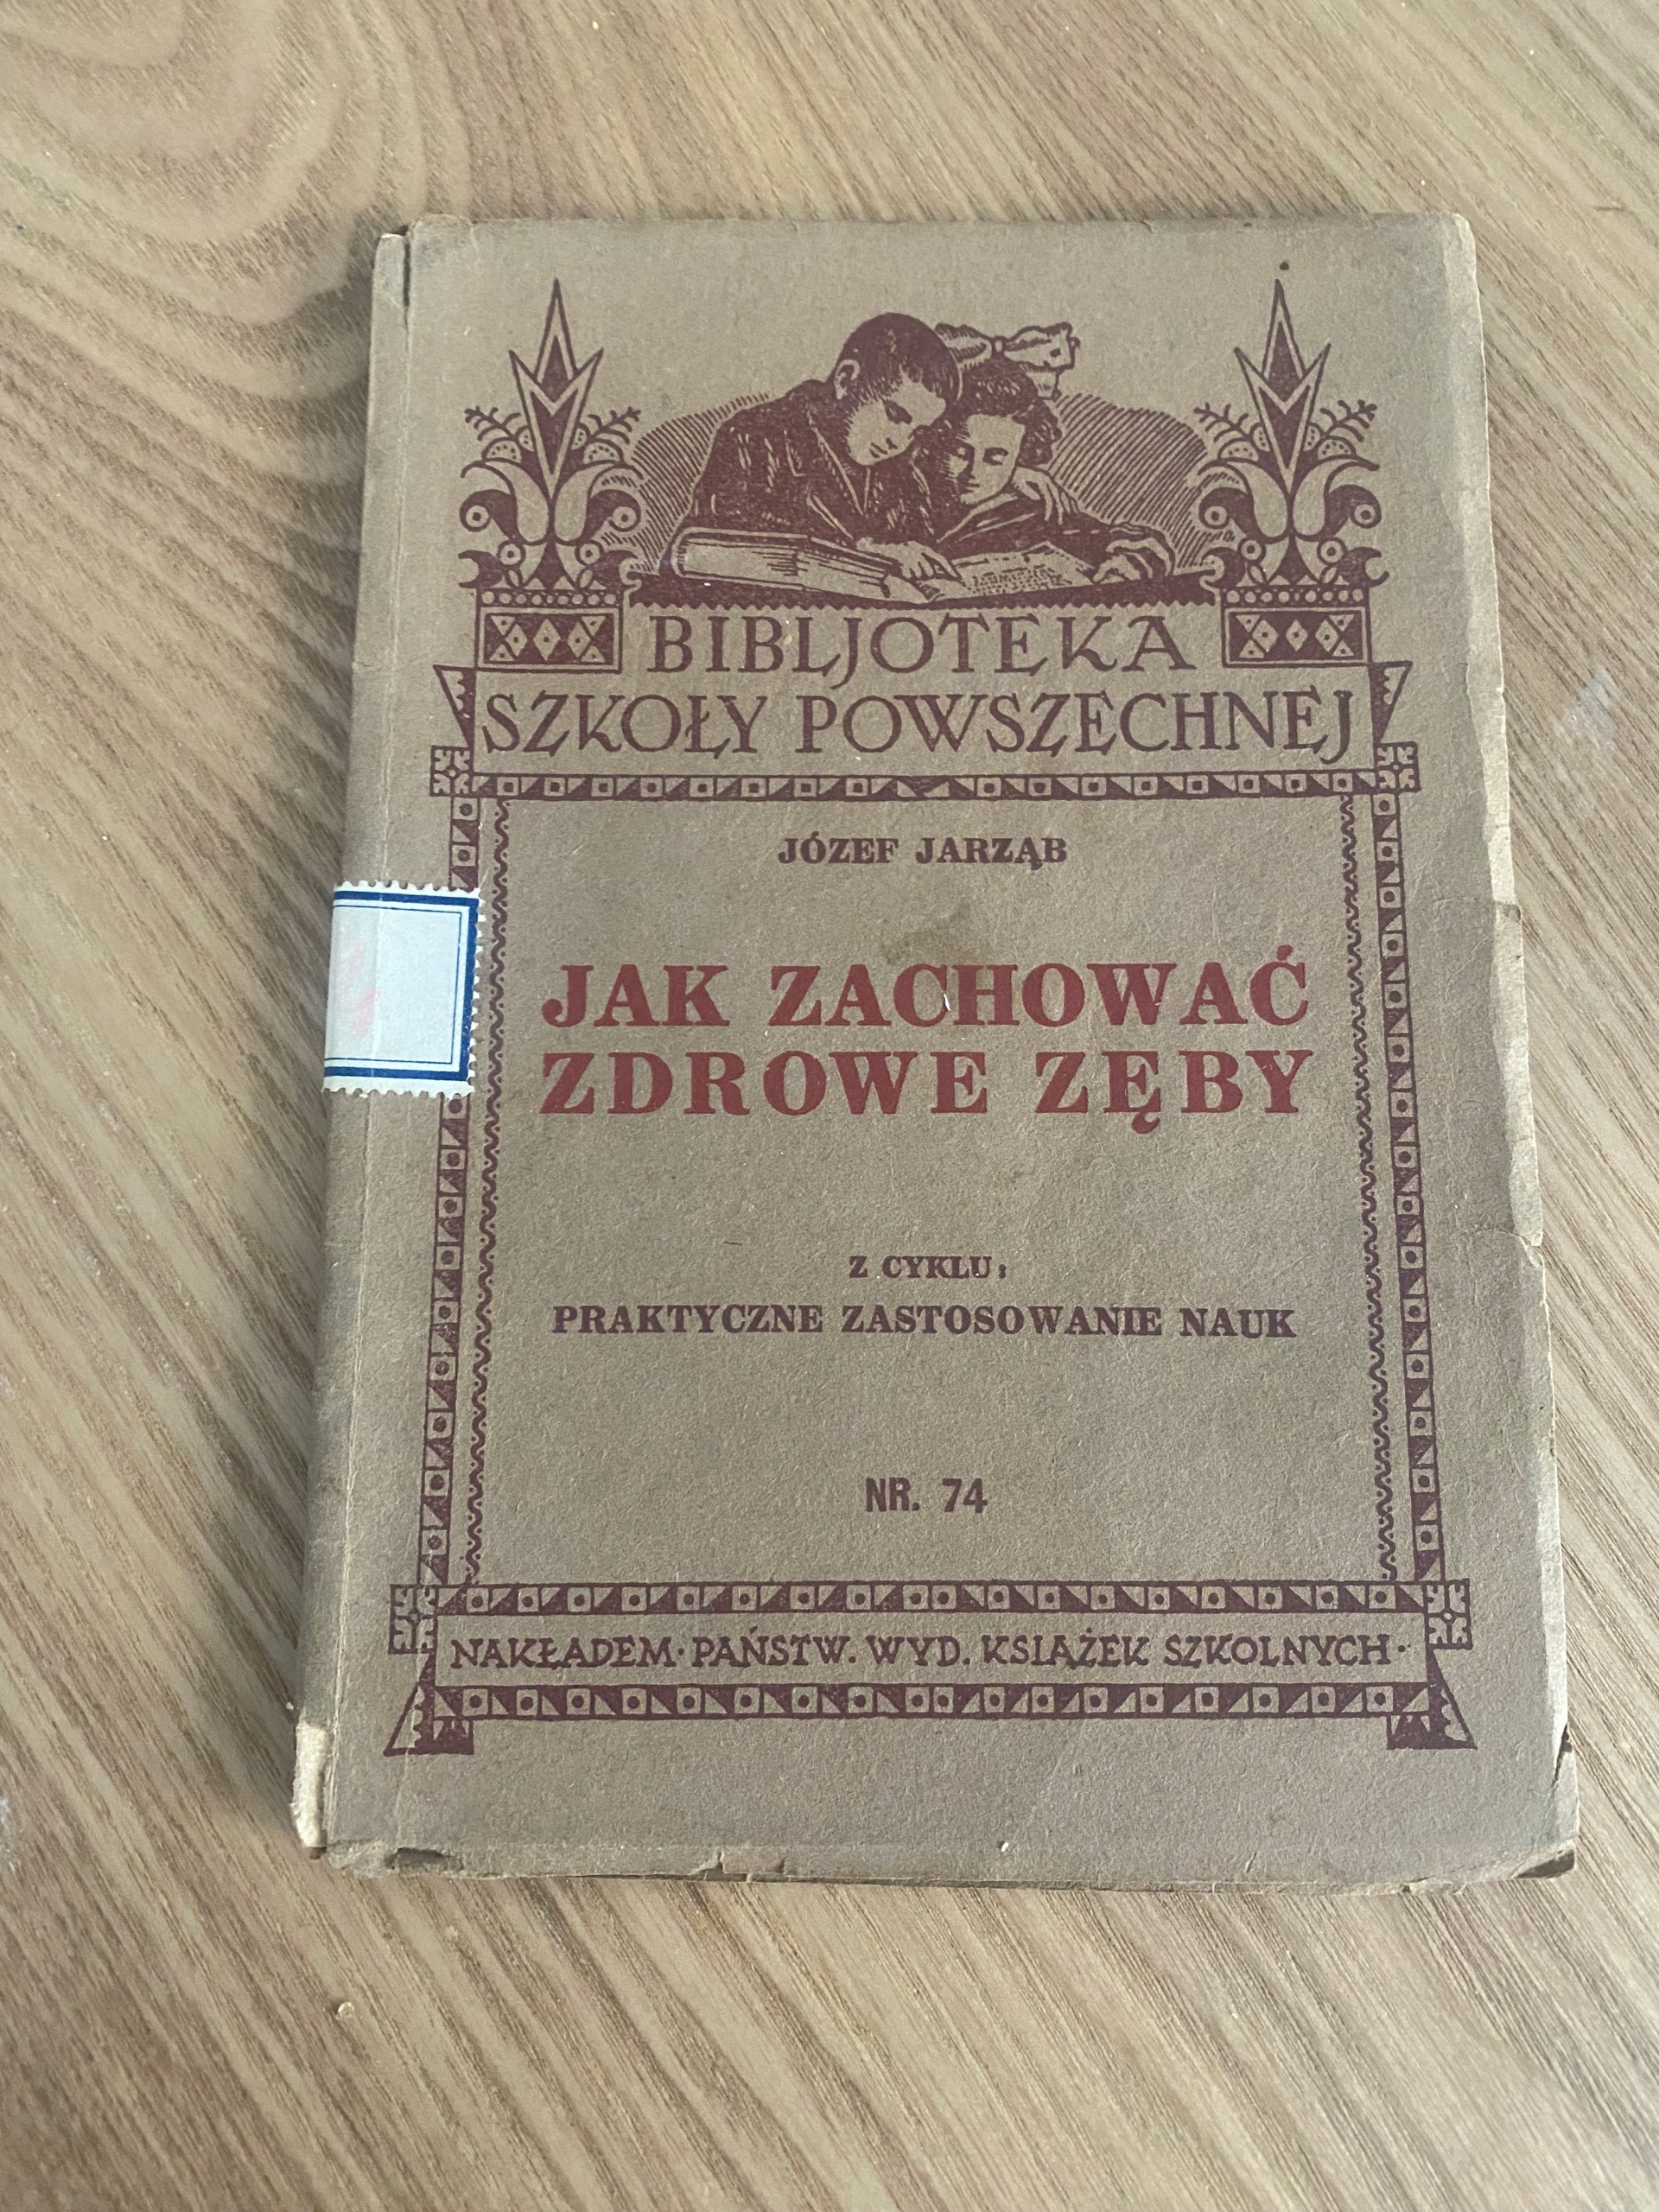 BIBLJOTEKA
SZKOŁY POWSZECHNEJ
JÓZEF JARZĄB
JAK ZACHOWAĆ
ZDROWE ZĘBY
Z CYKLU:
PRAKTYCZNE ZASTOSOWANIE NAUK
NR. 74
NAKŁADEM · PAŃSTW. WYD. KSIĄŻEK SZKOLNYCH ·